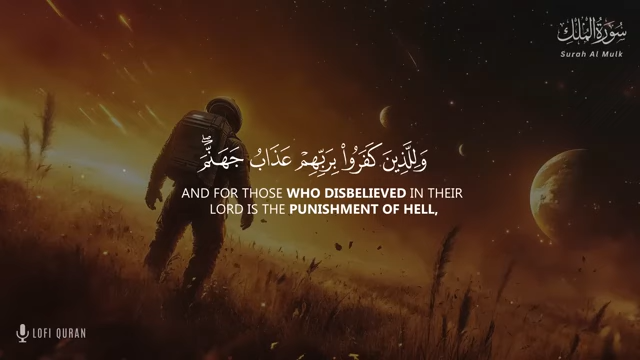 سُورَةُ الْمُلْكِ
Surah Al Mulk
وَلِلَّذِينَ كَفَرُوا۟ بِرَبِّهِمْ عَذَابُ جَهَنَّمَ ۖ
AND FOR THOSE WHO DISBELIEVED IN THEIR
LORD IS THE PUNISHMENT OF HELL,
LOFI QURAN